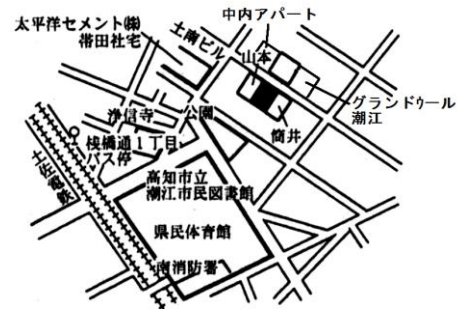 中内アパート
太平洋セメント㈱
帯田社宅
土南ビル
山本
グランドゥール
潮江
筒井
公園
浄信寺
桟橋通１丁目
バス停
土佐電鉄
高知市立
潮江市民図書館
県民体育館
南消防署